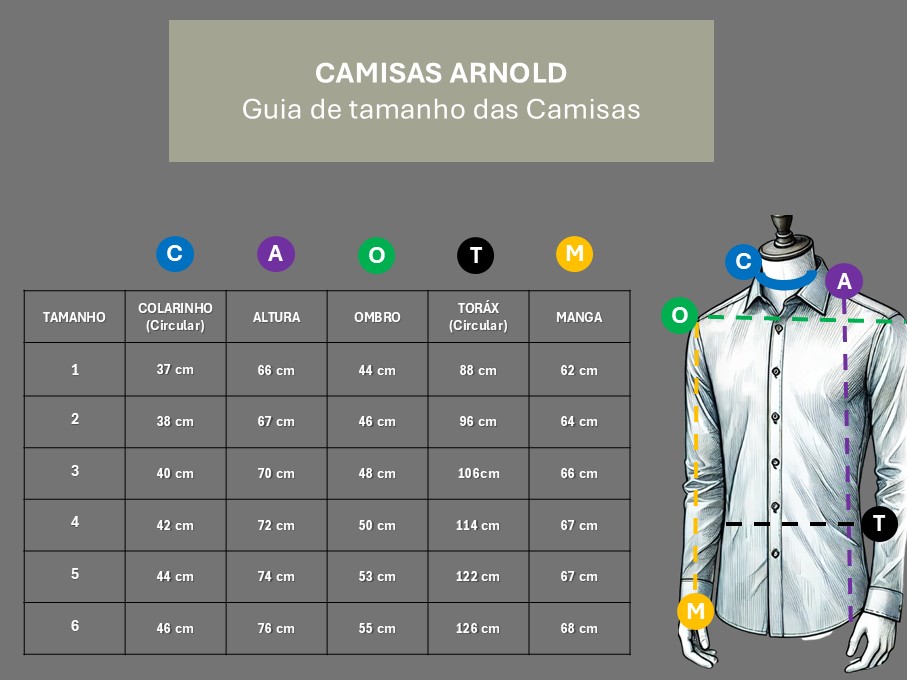 CAMISAS ARNOLD
Guia de tamanho das Camisas
C A O T M
TAMANHO COLARINHO (Circular) ALTURA OMBRO TORÁX (Circular) MANGA
1 37 cm 66 cm 44 cm 88 cm 62 cm
2 38 cm 67 cm 46 cm 96 cm 64 cm
3 40 cm 70 cm 48 cm 106cm 66 cm
4 42 cm 72 cm 50 cm 114 cm 67 cm
5 44 cm 74 cm 53 cm 122 cm 67 cm
6 46 cm 76 cm 55 cm 126 cm 68 cm
C
A
O
T
M